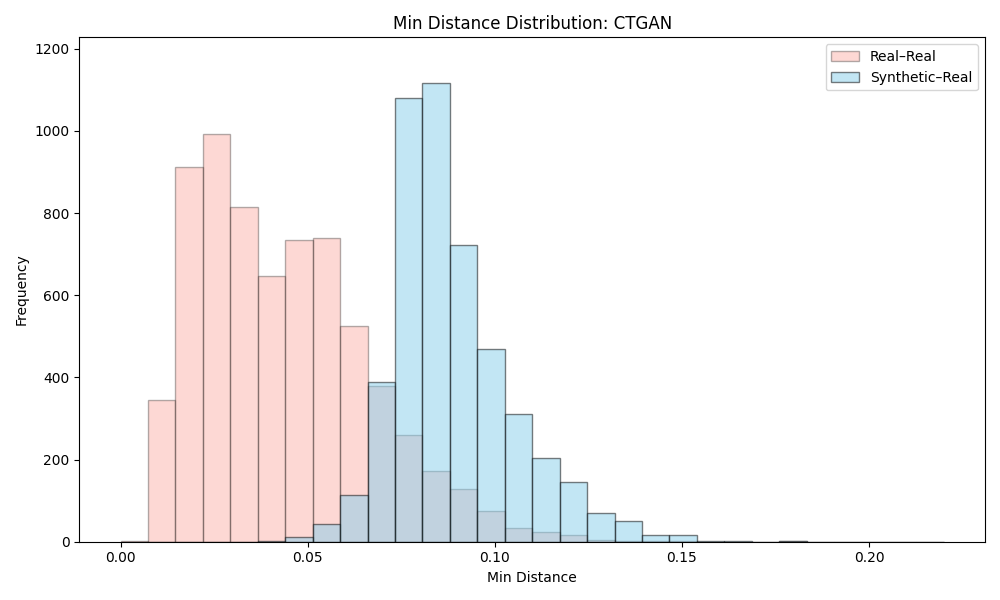 Min Distance Distribution: CTGAN
Real–Real
Synthetic–Real
Frequency
1200
1000
800
600
400
200
0
0.00 0.05 0.10 0.15 0.20
Min Distance